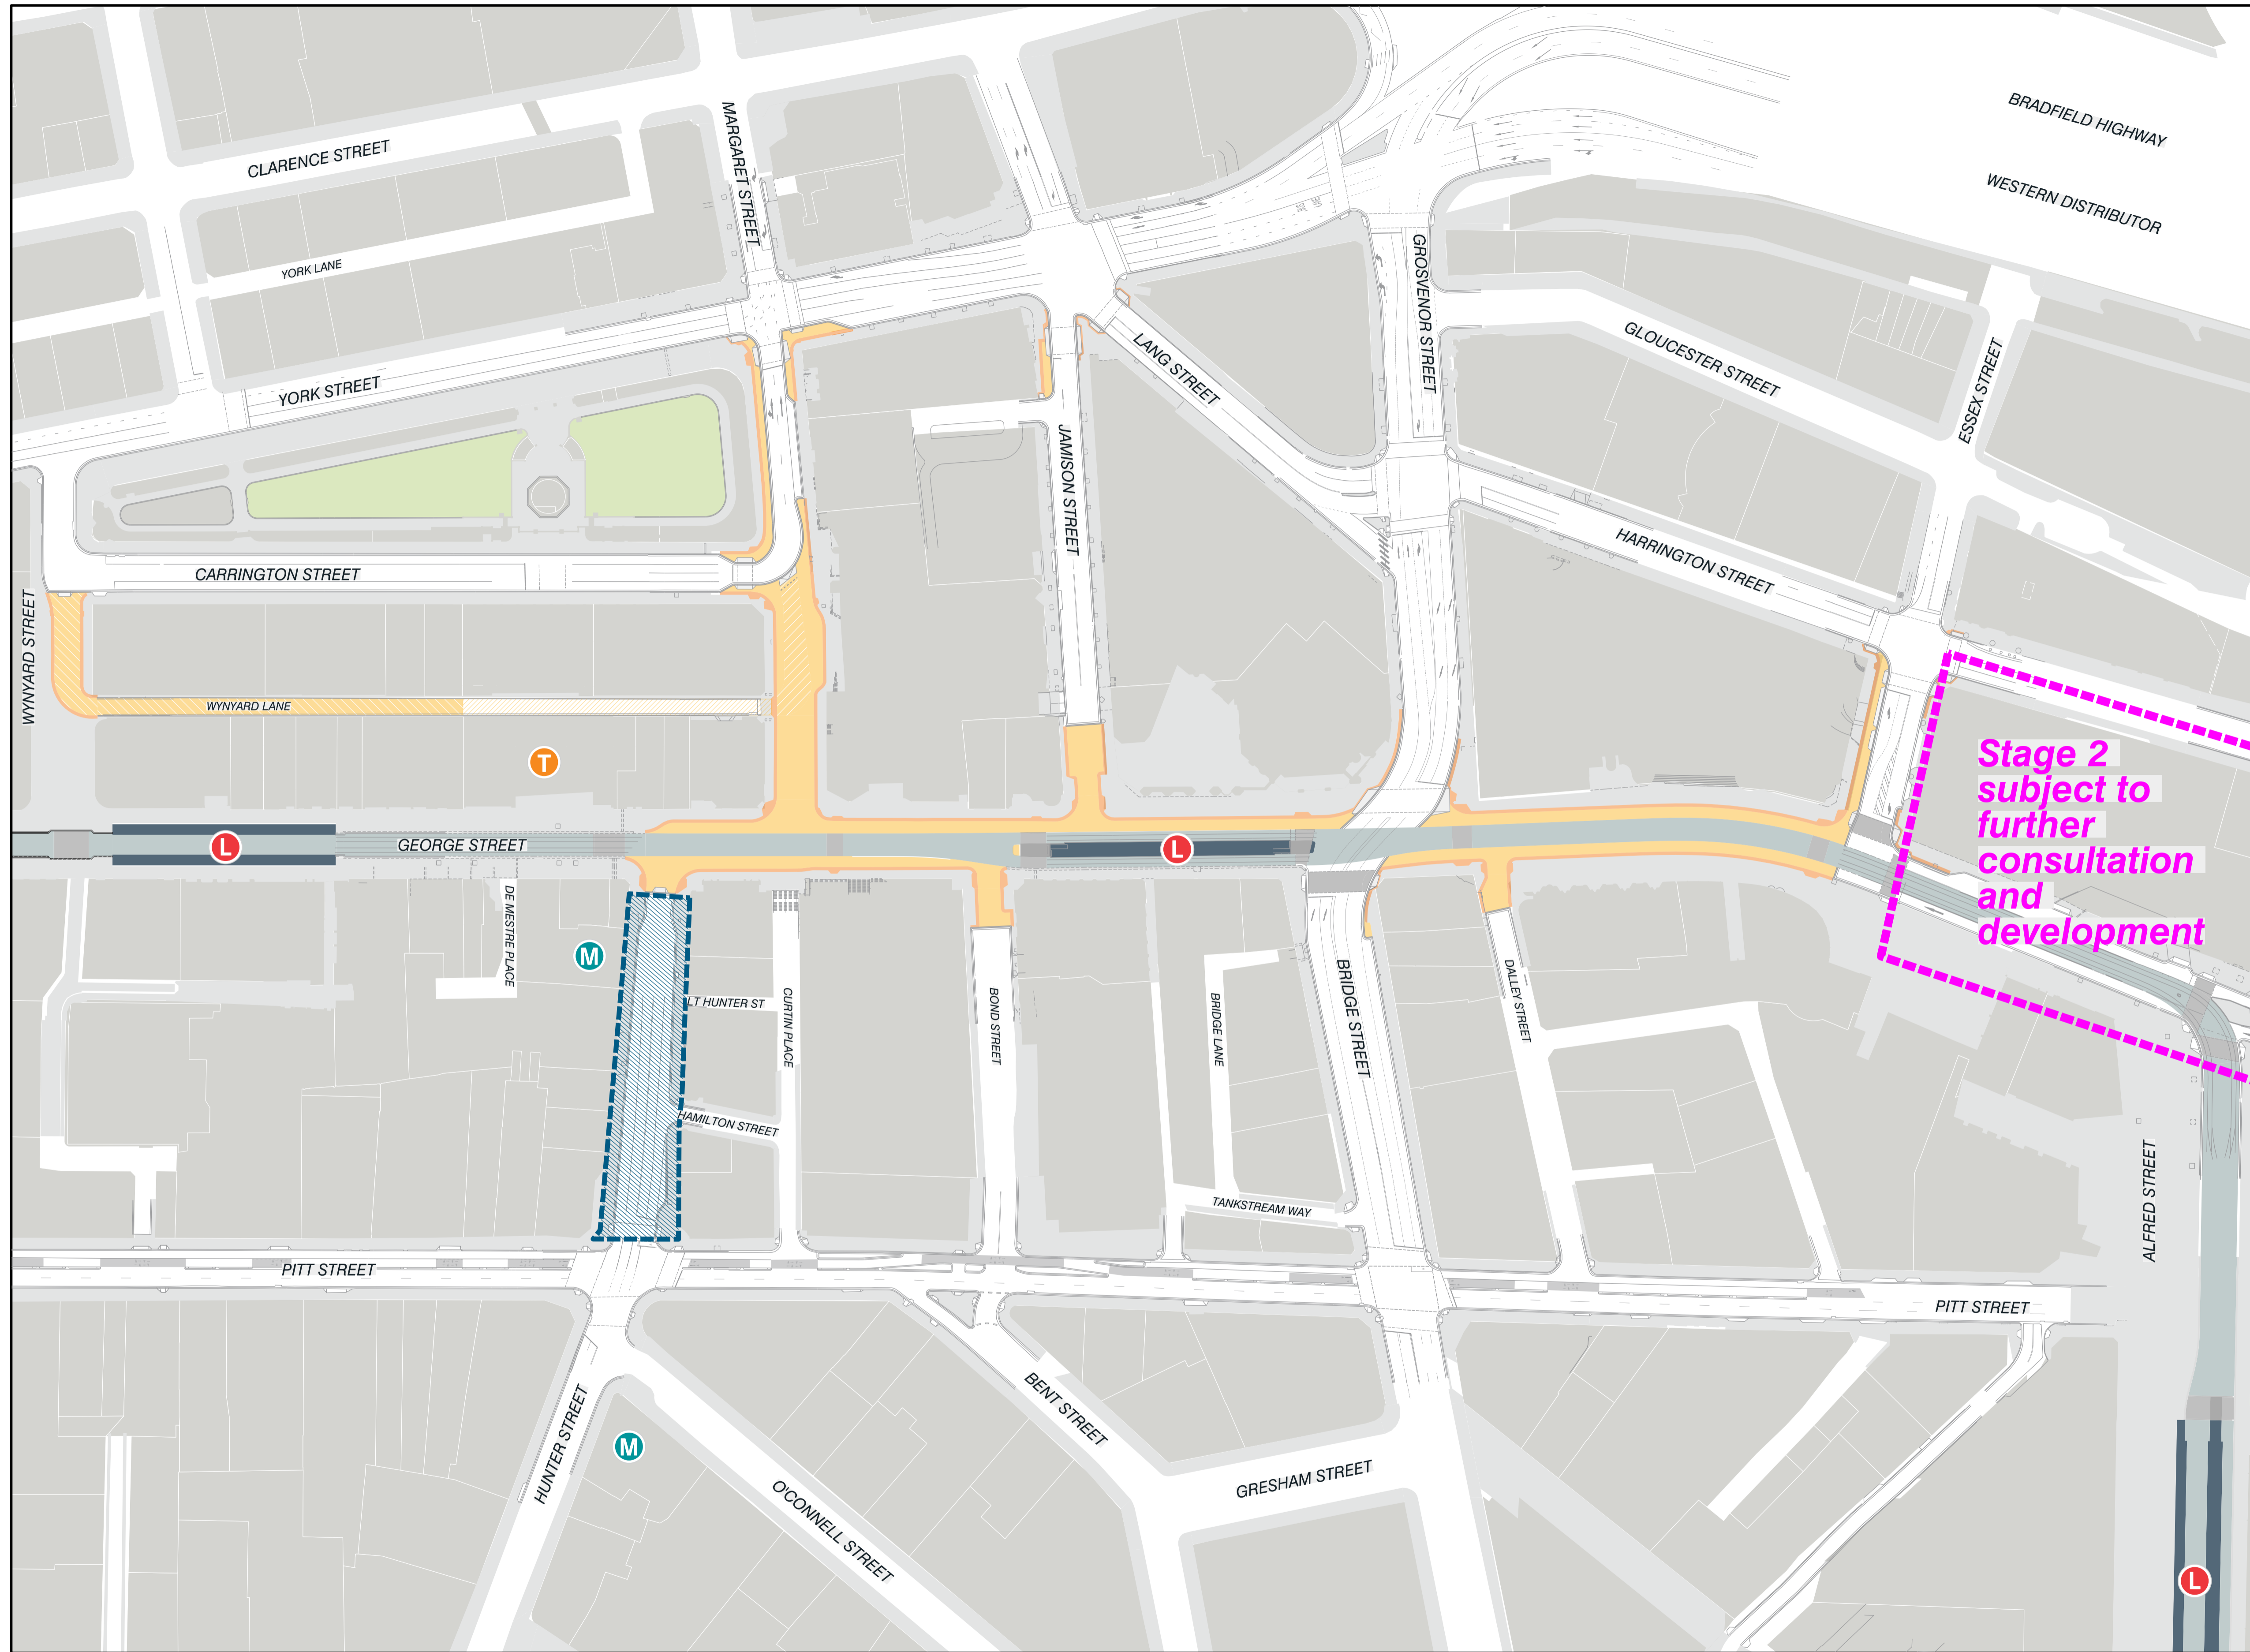 BRADFIELD HIGHWAY
WESTERN DISTRIBUTOR
CLARENCE STREET
MARGARET STREET
YORK LANE
GROSVENOR STREET
GLOUCESTER STREET
LANG STREET
ESSEX STREET
YORK STREET
JAMISON STREET
HARRINGTON STREET
CARRINGTON STREET
WYNYARD STREET
WYNYARD LANE
T
Stage 2
subject to
further
consultation
and
development
L
GEORGE STREET
L
DE MESTRE PLACE
M
LT HUNTER ST
CURTIN PLACE
BOND STREET
BRIDGE LANE
BRIDGE STREET
DALLEY STREET
HAMILTON STREET
TANKSTREAM WAY
ALFRED STREET
PITT STREET
PITT STREET
HUNTER STREET
M
BENT STREET
O'CONNELL STREET
GRESHAM STREET
L